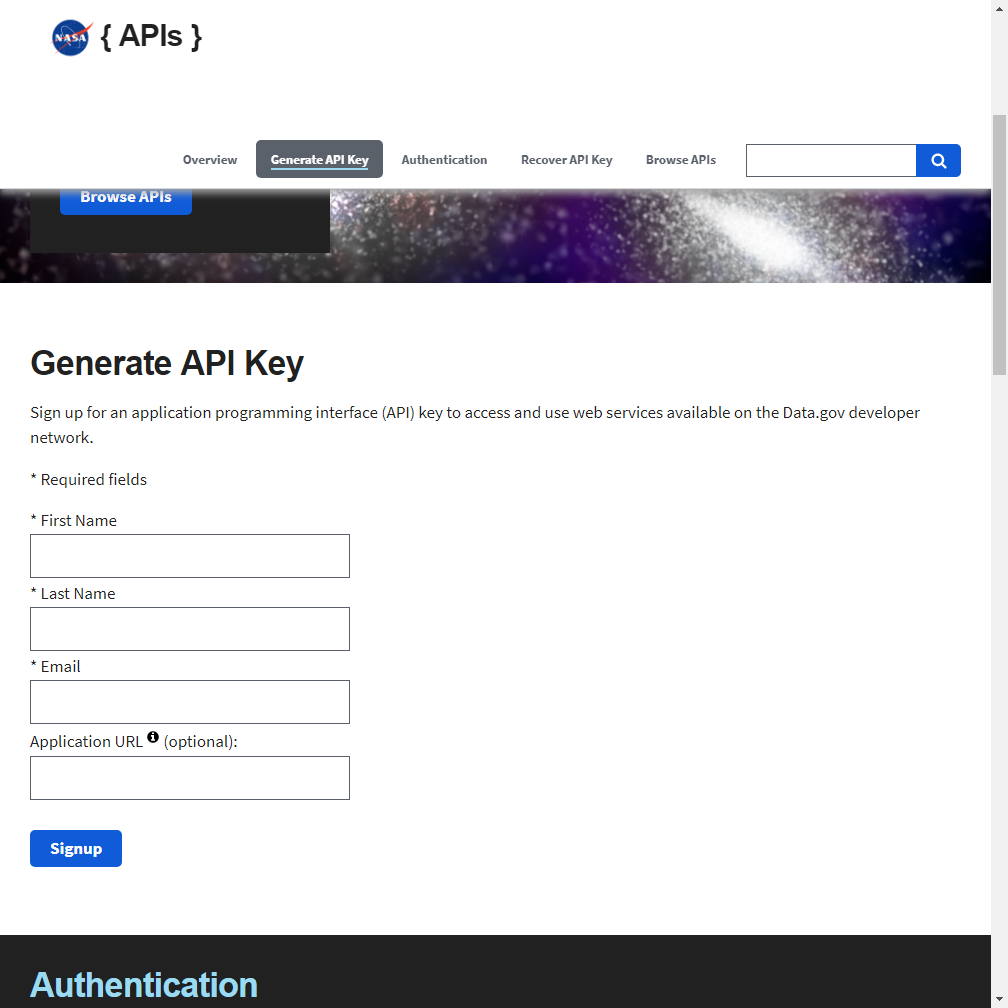 NASA { APIs }
Overview Generate API Key Authentication Recover API Key Browse APIs
Browse APIs
Generate API Key
Sign up for an application programming interface (API) key to access and use web services available on the Data.gov developer
network.
* Required fields
* First Name
* Last Name
* Email
Application URL (optional):
Signup
Authentication